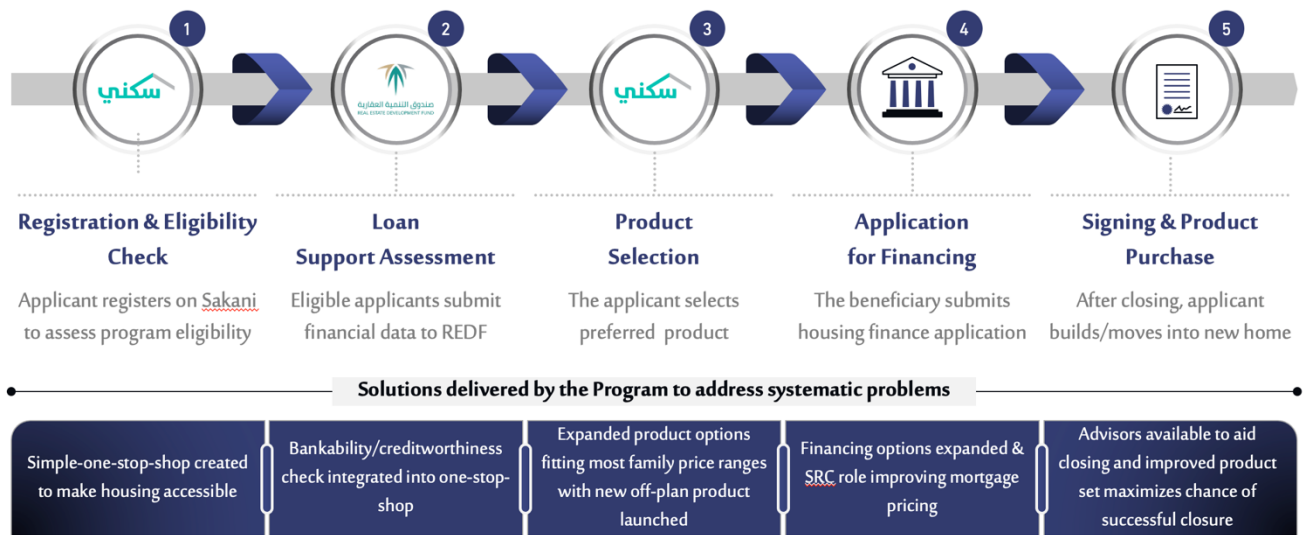 1
2
3
4
5
سكني
صندوق التنمية العقارية
REAL ESTATE DEVELOPMENT FUND
سكني
Registration & Eligibility
Check
Applicant registers on Sakani
to assess program eligibility
Loan
Support Assessment
Eligible applicants submit
financial data to REDF
Product
Selection
The applicant selects
preferred product
Application
for Financing
The beneficiary submits
housing finance application
Signing & Product
Purchase
After closing, applicant
builds/moves into new home
Solutions delivered by the Program to address systematic problems
Simple-one-stop-shop created
to make housing accessible
Bankability/creditworthiness
check integrated into one-stop-
shop
Expanded product options
fitting most family price ranges
with new off-plan product
launched
Financing options expanded &
SRC role improving mortgage
pricing
Advisors available to aid
closing and improved product
set maximizes chance of
successful closure